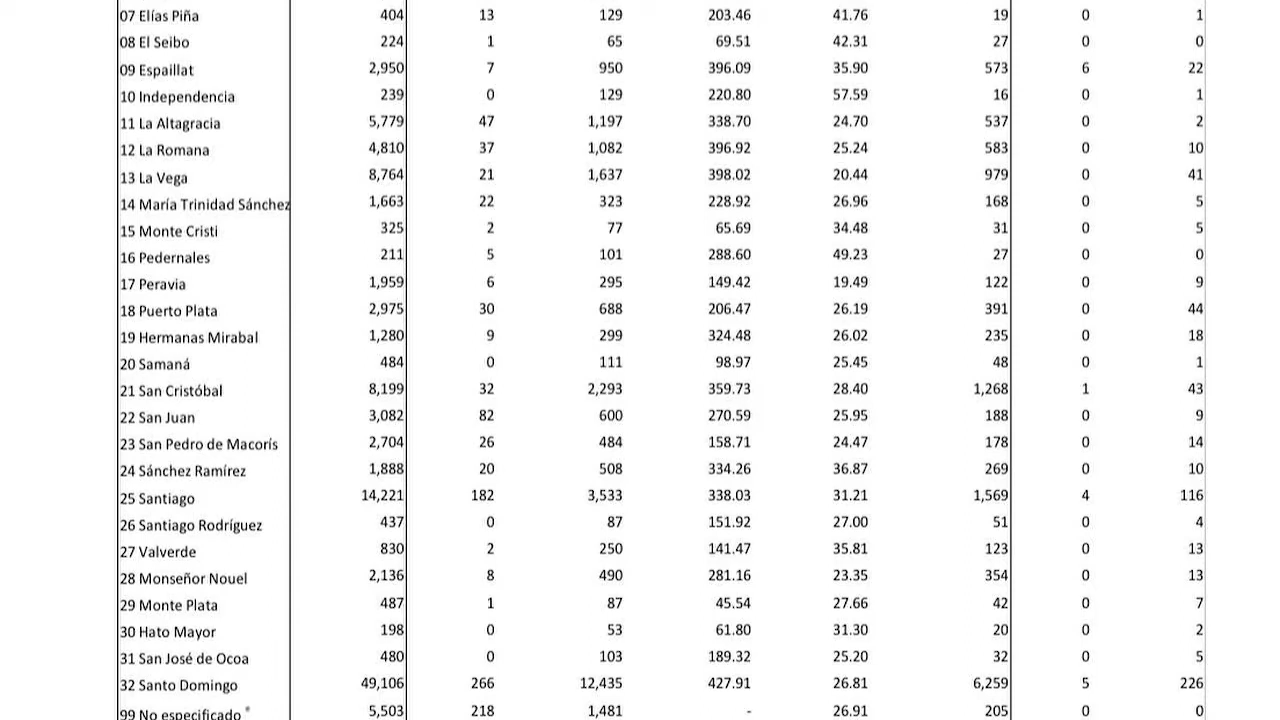 07 Elías Piña 404 13 129 203.46 41.76 19 0 1
08 El Seibo 224 1 65 69.51 42.31 27 0 0
09 Espaillat 2,950 7 950 396.09 35.90 573 6 22
10 Independencia 239 0 129 220.80 57.59 16 0 1
11 La Altagracia 5,779 47 1,197 338.70 24.70 537 0 2
12 La Romana 4,810 37 1,082 396.92 25.24 583 0 10
13 La Vega 8,764 21 1,637 398.02 20.44 979 0 41
14 María Trinidad Sánchez 1,663 22 323 228.92 26.96 168 0 5
15 Monte Cristi 325 2 77 65.69 34.48 31 0 5
16 Pedernales 211 5 101 288.60 49.23 27 0 0
17 Peravia 1,959 6 295 149.42 19.49 122 0 9
18 Puerto Plata 2,975 30 688 206.47 26.19 391 0 44
19 Hermanas Mirabal 1,280 9 299 324.48 26.02 235 0 18
20 Samaná 484 0 111 98.97 25.45 48 0 1
21 San Cristóbal 8,199 32 2,293 359.73 28.40 1,268 1 43
22 San Juan 3,082 82 600 270.59 25.95 188 0 9
23 San Pedro de Macorís 2,704 26 484 158.71 24.47 178 0 14
24 Sánchez Ramírez 1,888 20 508 334.26 36.87 269 0 10
25 Santiago 14,221 182 3,533 338.03 31.21 1,569 4 116
26 Santiago Rodríguez 437 0 87 151.92 27.00 51 0 4
27 Valverde 830 2 250 141.47 35.81 123 0 13
28 Monseñor Nouel 2,136 8 490 281.16 23.35 354 0 13
29 Monte Plata 487 1 87 45.54 27.66 42 0 7
30 Hato Mayor 198 0 53 61.80 31.30 20 0 2
31 San José de Ocoa 480 0 103 189.32 25.20 32 0 5
32 Santo Domingo 49,106 266 12,435 427.91 26.81 6,259 5 226
99 No especificado * 5,503 218 1,481 - 26.91 205 0 0